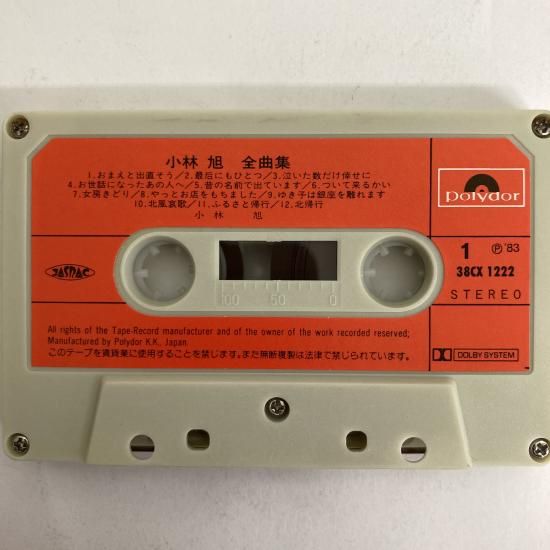 小林 旭 全曲集
1.おまえと出直そう/2.最后にもひとつ/3.泣いた数だけ倖せに
4.お世話になったあの人へ/5.昔の名前で出ています/6.ついて来るかい
7.女房きどり/8.やっとお店をもちました/9.ゆき子は銀座を離れます
10.北風哀歌/11.ふるさと帰行/12.北帰行
小林 旭
polydor
1 ℗'83
38CX 1222
STEREO
JASRAC
100 50 0
All rights of the Tape-Record manufacturer and of the owner of the work recorded reserved;
Manufactured by Polydor K.K., Japan
このテープを賃貸業に使用することを禁じます。また無断複製は法律で禁じられています。
DOLBY SYSTEM